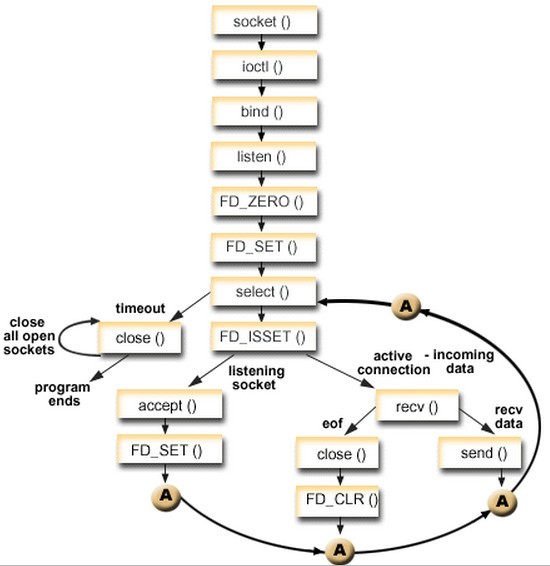 socket ()
ioctl ()
bind ()
listen ()
FD_ZERO ()
FD_SET ()
select ()
A
timeout
close
all open
sockets
close ()
FD_ISSET ()
program
ends
listening
socket
active
connection
- incoming
data
accept ()
recv ()
eof
recv
data
FD_SET ()
close ()
send ()
A
FD_CLR ()
A
A